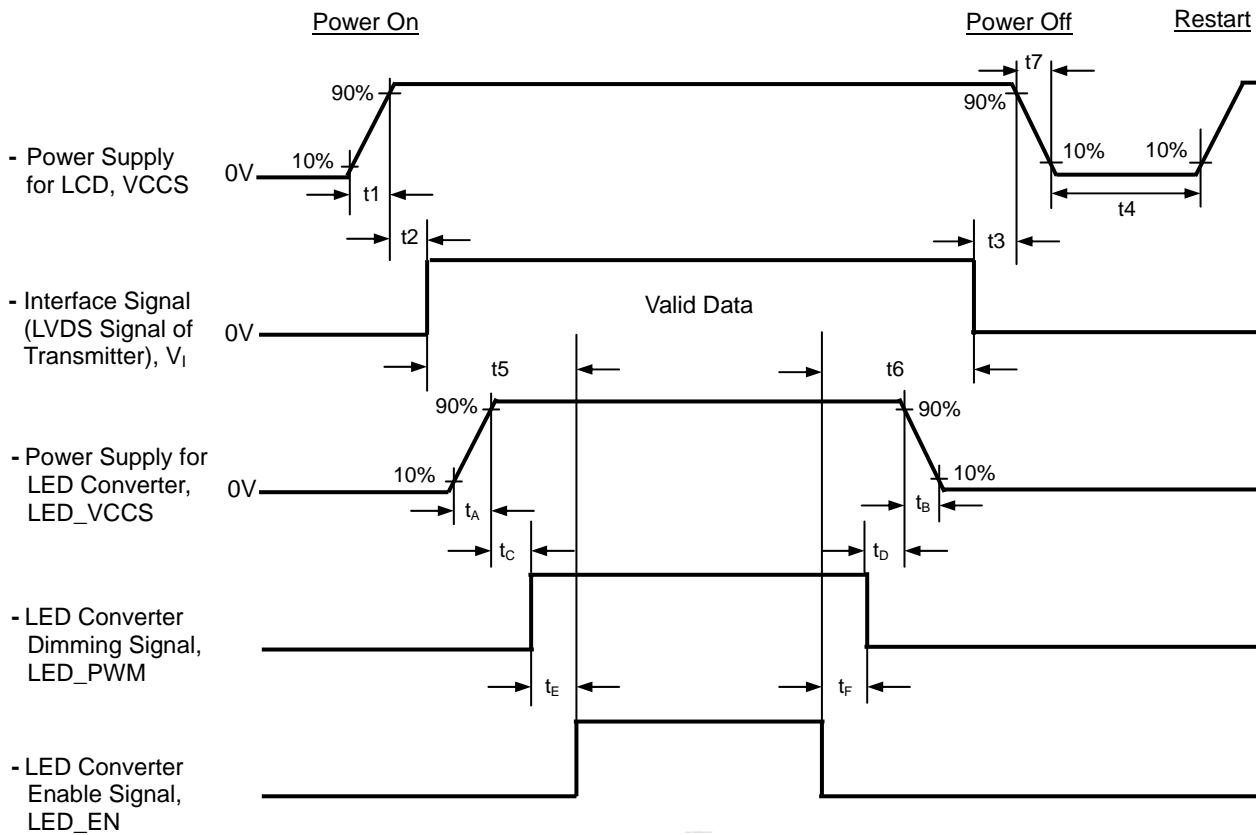 Power On
Power Off
Restart
t7
90%
90%
- Power Supply
for LCD, VCCS
10%
10%
10%
0V
t1
t4
t2
t3
- Interface Signal
(LVDS Signal of
Transmitter), VI
0V
Valid Data
t5
t6
90%
90%
- Power Supply for
LED Converter,
LED_VCCS
10%
10%
0V
tA
tB
tC
tD
- LED Converter
Dimming Signal,
LED_PWM
tE
tF
- LED Converter
Enable Signal,
LED_EN